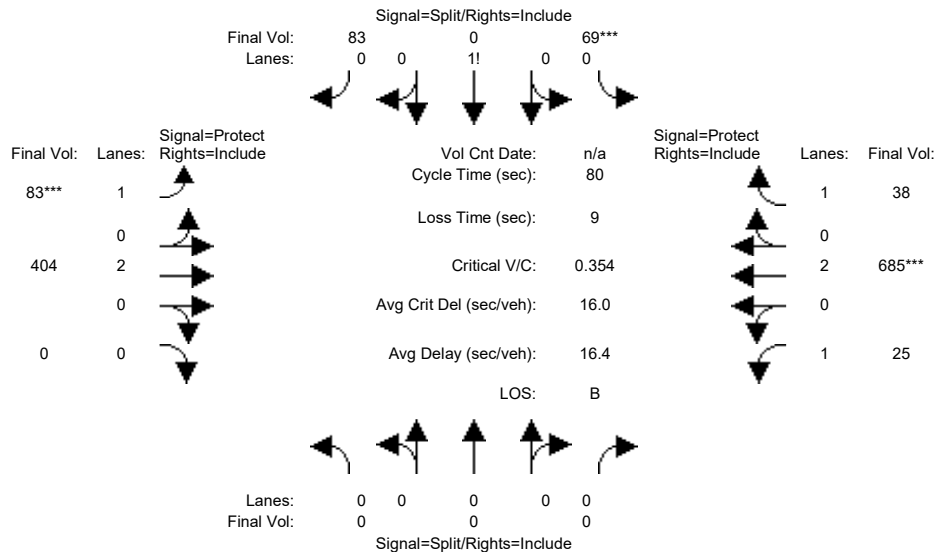 Signal=Split/Rights=Include
Final Vol: 83 0 69***
Lanes: 0 0 1! 0 0
Signal=Protect Signal=Protect
Final Vol: Lanes: Rights=Include Vol Cnt Date: n/a Rights=Include Lanes: Final Vol:
Cycle Time (sec): 80
83*** 1 1 38
Loss Time (sec): 9
0 0
404 2 Critical V/C: 0.354 2 685***
0 Avg Crit Del (sec/veh): 16.0 0
0 0 Avg Delay (sec/veh): 16.4 1 25
LOS: B
Lanes: 0 0 0 0 0
Final Vol: 0 0 0
Signal=Split/Rights=Include